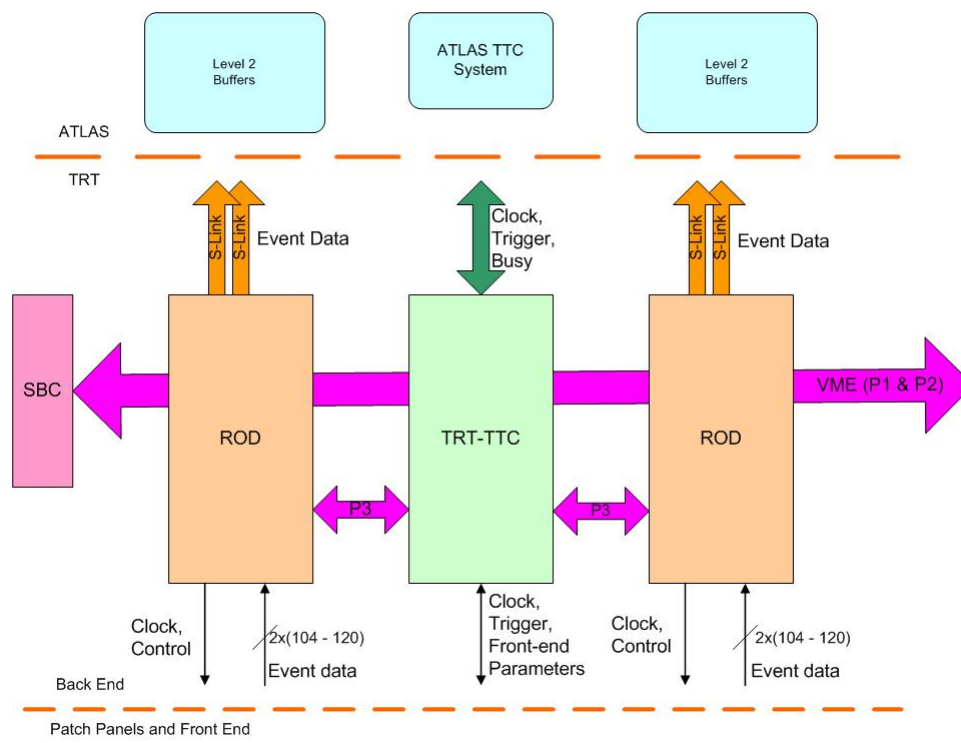 Level 2
Buffers
ATLAS TTC
System
Level 2
Buffers
ATLAS
TRT
S-Link
S-Link
Event Data
Clock,
Trigger,
Busy
S-Link
S-Link
Event Data
SBC
ROD
TRT-TTC
ROD
VME (P1 & P2)
P3
P3
Clock,
Control
2x(104 - 120)
Event data
Clock,
Trigger,
Front-end
Parameters
Clock,
Control
2x(104 - 120)
Event data
Back End
Patch Panels and Front End